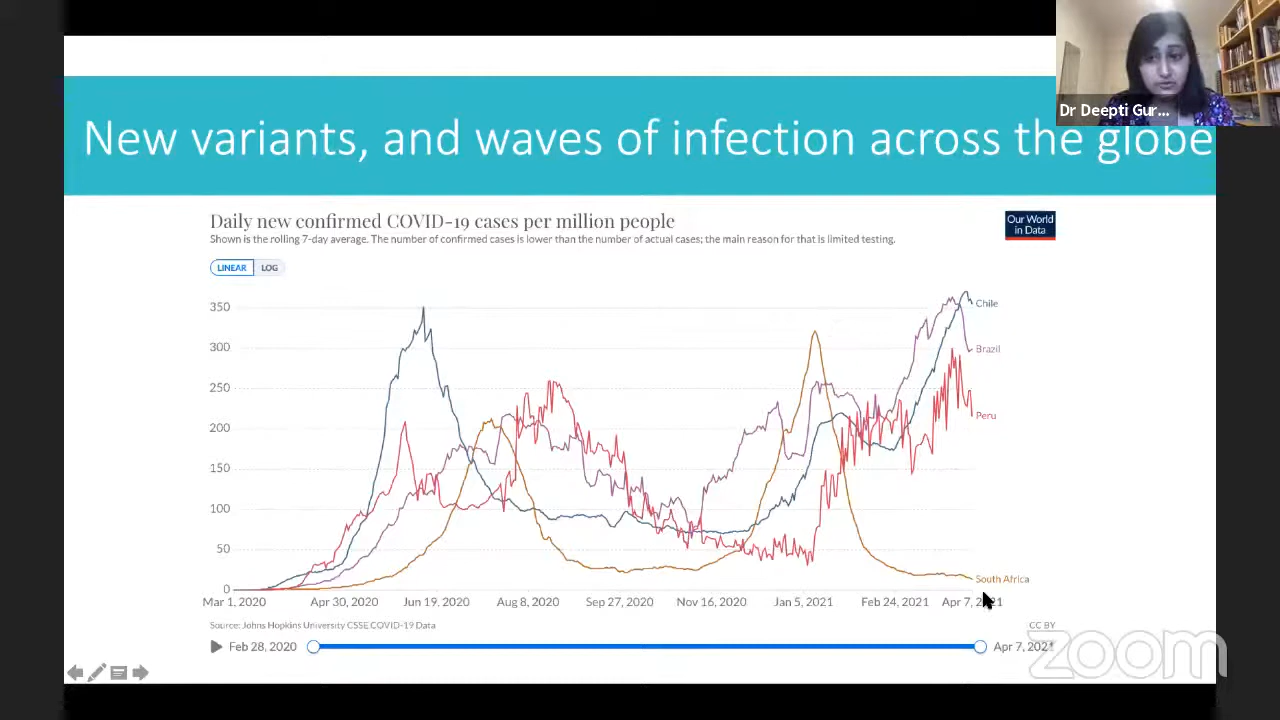 Dr Deepti Gur...
New variants, and waves of infection across the globe
Daily new confirmed COVID-19 cases per million people
Shown is the rolling 7-day average. The number of confirmed cases is lower than the number of actual cases; the main reason for that is limited testing.
Our World
in Data
LINEAR LOG
350
300
250
200
150
100
50
0
Chile
Brazil
Peru
South Africa
Mar 1, 2020 Apr 30, 2020 Jun 19, 2020 Aug 8, 2020 Sep 27, 2020 Nov 16, 2020 Jan 5, 2021 Feb 24, 2021 Apr 7, 2021
Source: Johns Hopkins University CSSE COVID-19 Data
CC BY
Feb 28, 2020 Apr 7, 2021
zoom